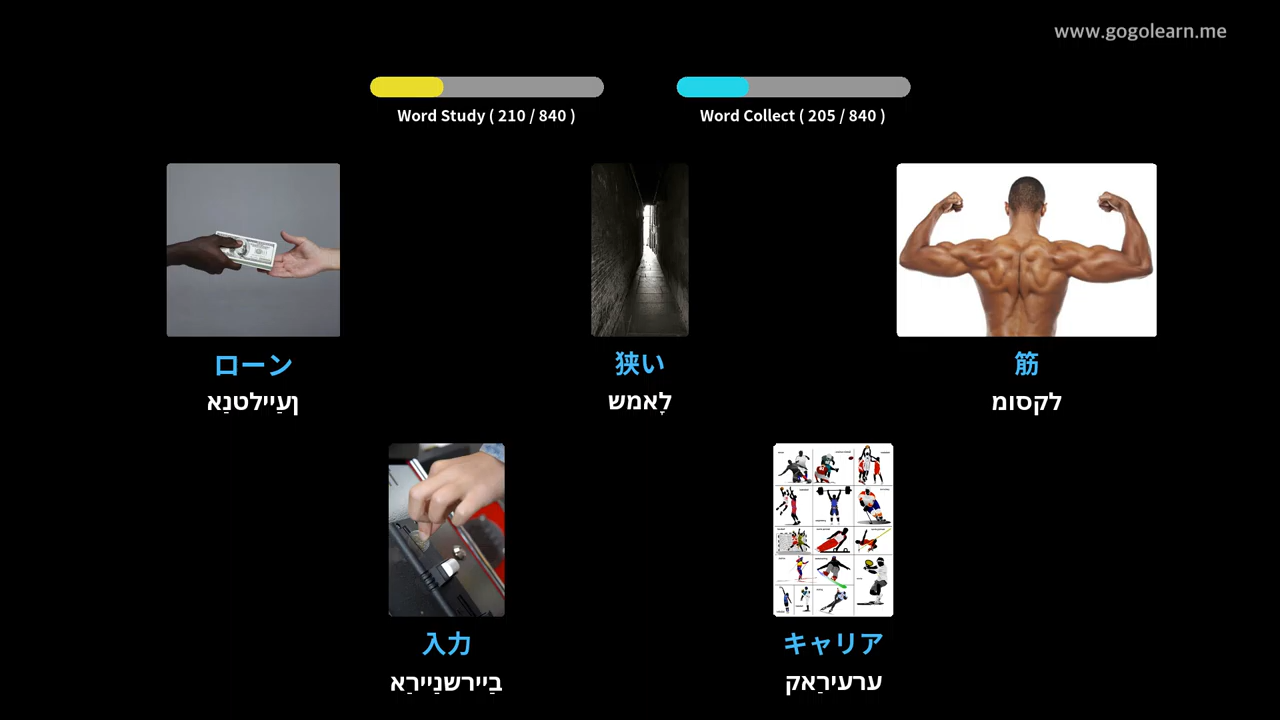 www.gogolearn.me
Word Study ( 210 / 840 )
Word Collect ( 205 / 840 )
ローン
ןעַיילטנַא
狭い
לָאמש
筋
לקסומ
入力
בַיירשנַיירַא
キャリア
ערעירַאק